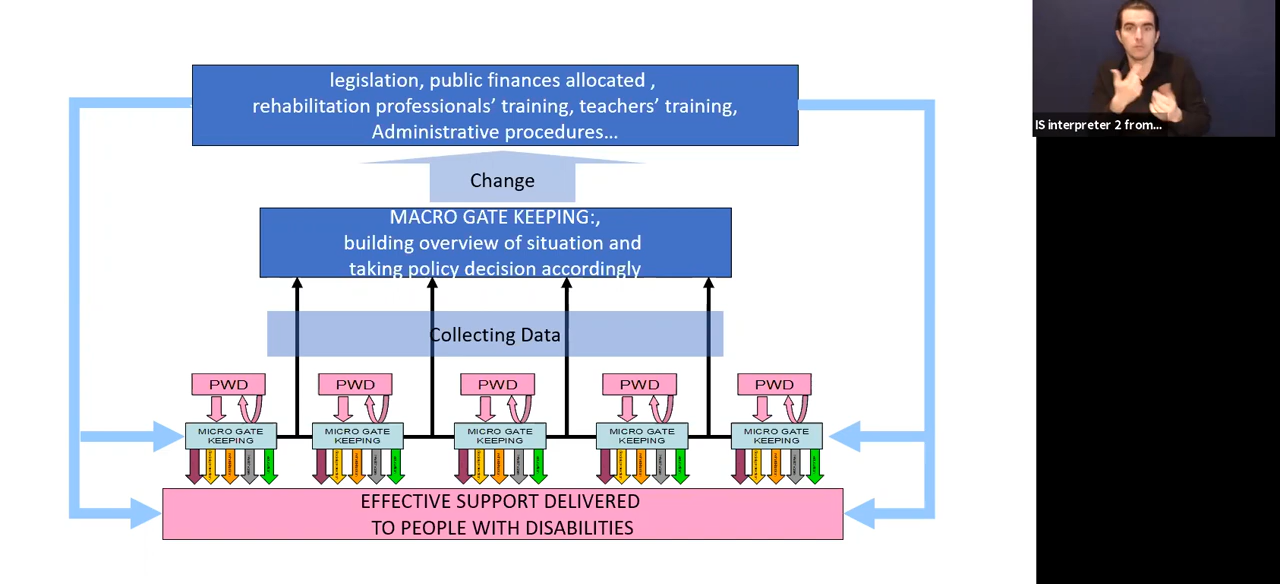 legislation, public finances allocated ,
rehabilitation professionals’ training, teachers’ training,
Administrative procedures…
Change
MACRO GATE KEEPING:,
building overview of situation and
taking policy decision accordingly
Collecting Data
PWD
PWD
PWD
PWD
PWD
MICRO GATE
KEEPING
MICRO GATE
KEEPING
MICRO GATE
KEEPING
MICRO GATE
KEEPING
MICRO GATE
KEEPING
EFFECTIVE SUPPORT DELIVERED
TO PEOPLE WITH DISABILITIES
IS interpreter 2 from...